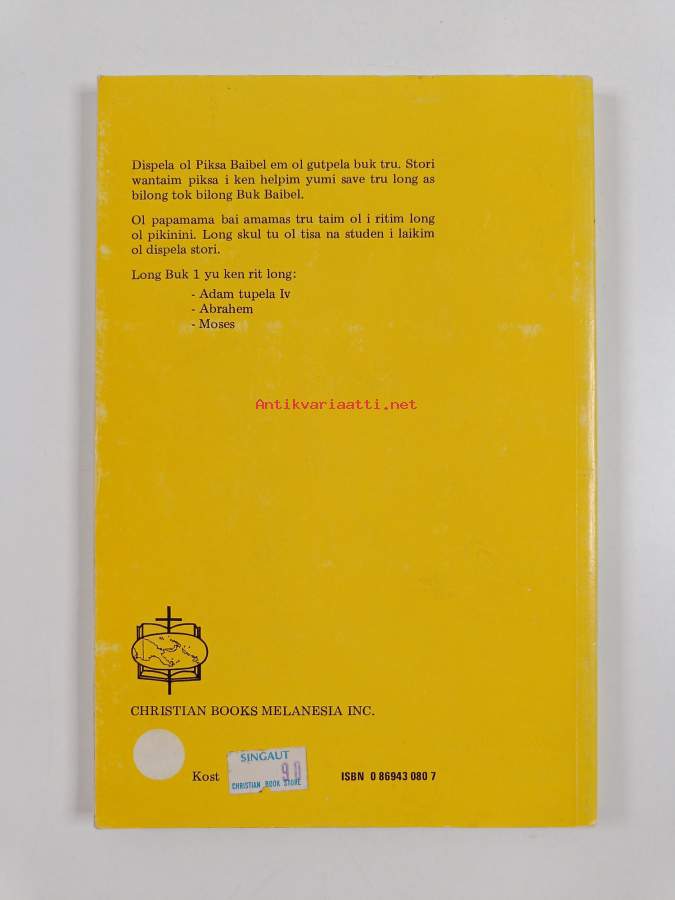 Dispela ol Piksa Baibel em ol gutpela buk tru. Stori
wantaim piksa i ken helpim yumi save tru long as
bilong tok bilong Buk Baibel.
Ol papamama bai amamas tru taim ol i ritim long
ol pikinini. Long skul tu ol tisa na studen i laikim
ol dispela stori.
Long Buk 1 yu ken rit long:
- Adam tupela Iv
- Abrahem
- Moses
Antikvariaatti.net
CHRISTIAN BOOKS MELANESIA INC.
Kost
SINGAUT
90
CHRISTIAN BOOK STORE
ISBN 0 86943 080 7